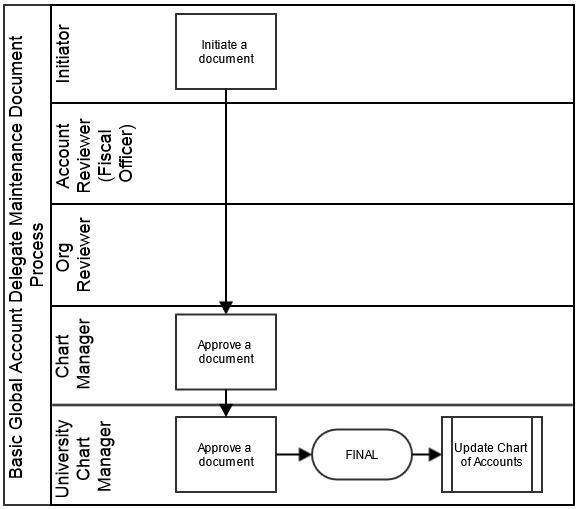 Basic Global Account Delegate Maintenance Document
Process
Initiator
Initiate a
document
Account
Reviewer
(Fiscal
Officer)
Org
Reviewer
Chart
Manager
Approve a
document
University
Chart
Manager
Approve a
document
FINAL
Update Chart
of Accounts